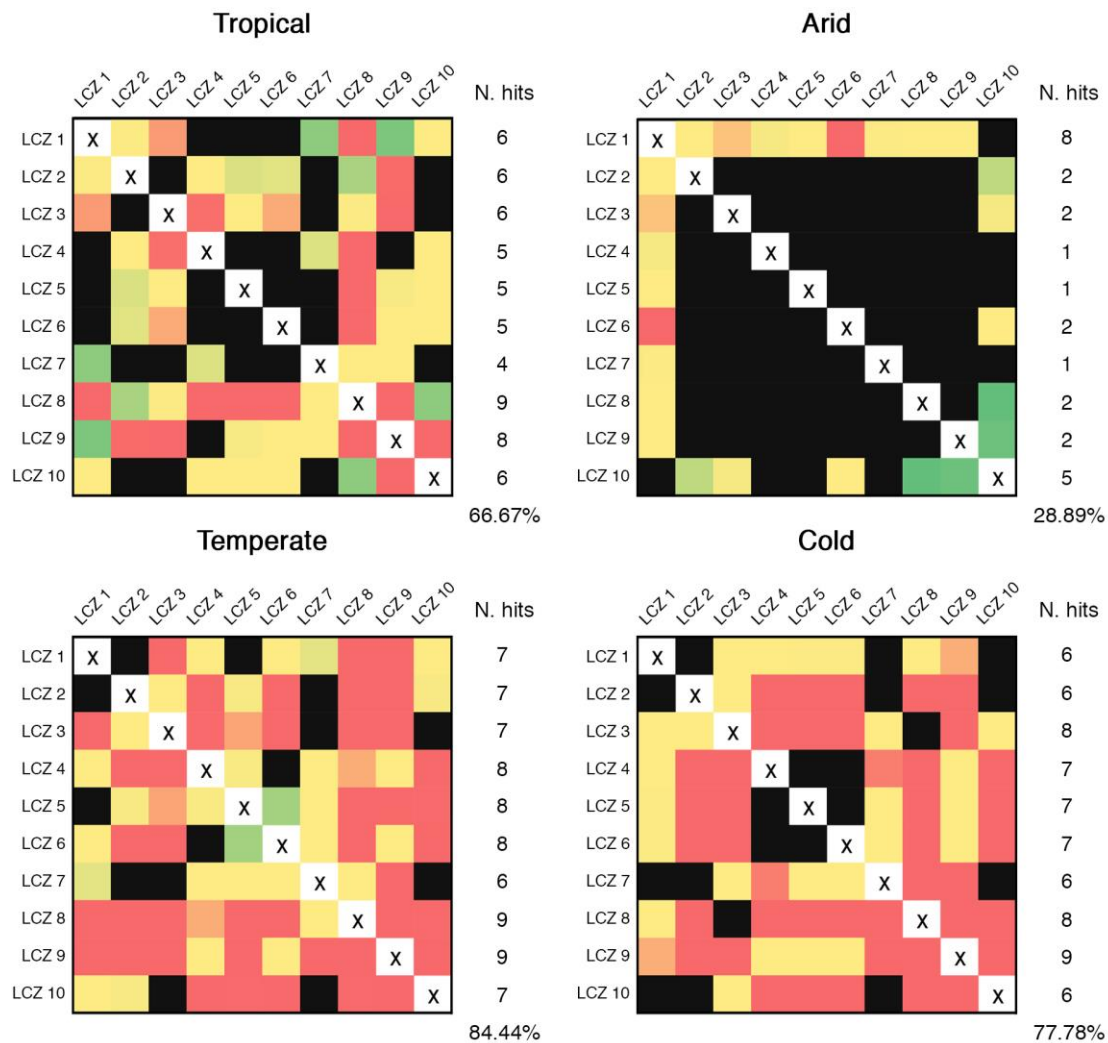 Tropical
LCZ 1 LCZ 2 LCZ 3 LCZ 4 LCZ 5 LCZ 6 LCZ 7 LCZ 8 LCZ 9 LCZ 10 N. hits
LCZ 1 X 6
LCZ 2 X 6
LCZ 3 X 6
LCZ 4 X 5
LCZ 5 X 5
LCZ 6 X 5
LCZ 7 X 4
LCZ 8 X 9
LCZ 9 X 8
LCZ 10 X 6
66.67%
Arid
LCZ 1 LCZ 2 LCZ 3 LCZ 4 LCZ 5 LCZ 6 LCZ 7 LCZ 8 LCZ 9 LCZ 10 N. hits
LCZ 1 X 8
LCZ 2 X 2
LCZ 3 X 2
LCZ 4 X 1
LCZ 5 X 1
LCZ 6 X 2
LCZ 7 X 1
LCZ 8 X 2
LCZ 9 X 2
LCZ 10 X 5
28.89%
Temperate
LCZ 1 LCZ 2 LCZ 3 LCZ 4 LCZ 5 LCZ 6 LCZ 7 LCZ 8 LCZ 9 LCZ 10 N. hits
LCZ 1 X 7
LCZ 2 X 7
LCZ 3 X 7
LCZ 4 X 8
LCZ 5 X 8
LCZ 6 X 8
LCZ 7 X 6
LCZ 8 X 9
LCZ 9 X 9
LCZ 10 X 7
84.44%
Cold
LCZ 1 LCZ 2 LCZ 3 LCZ 4 LCZ 5 LCZ 6 LCZ 7 LCZ 8 LCZ 9 LCZ 10 N. hits
LCZ 1 X 6
LCZ 2 X 6
LCZ 3 X 8
LCZ 4 X 7
LCZ 5 X 7
LCZ 6 X 7
LCZ 7 X 6
LCZ 8 X 8
LCZ 9 X 9
LCZ 10 X 6
77.78%